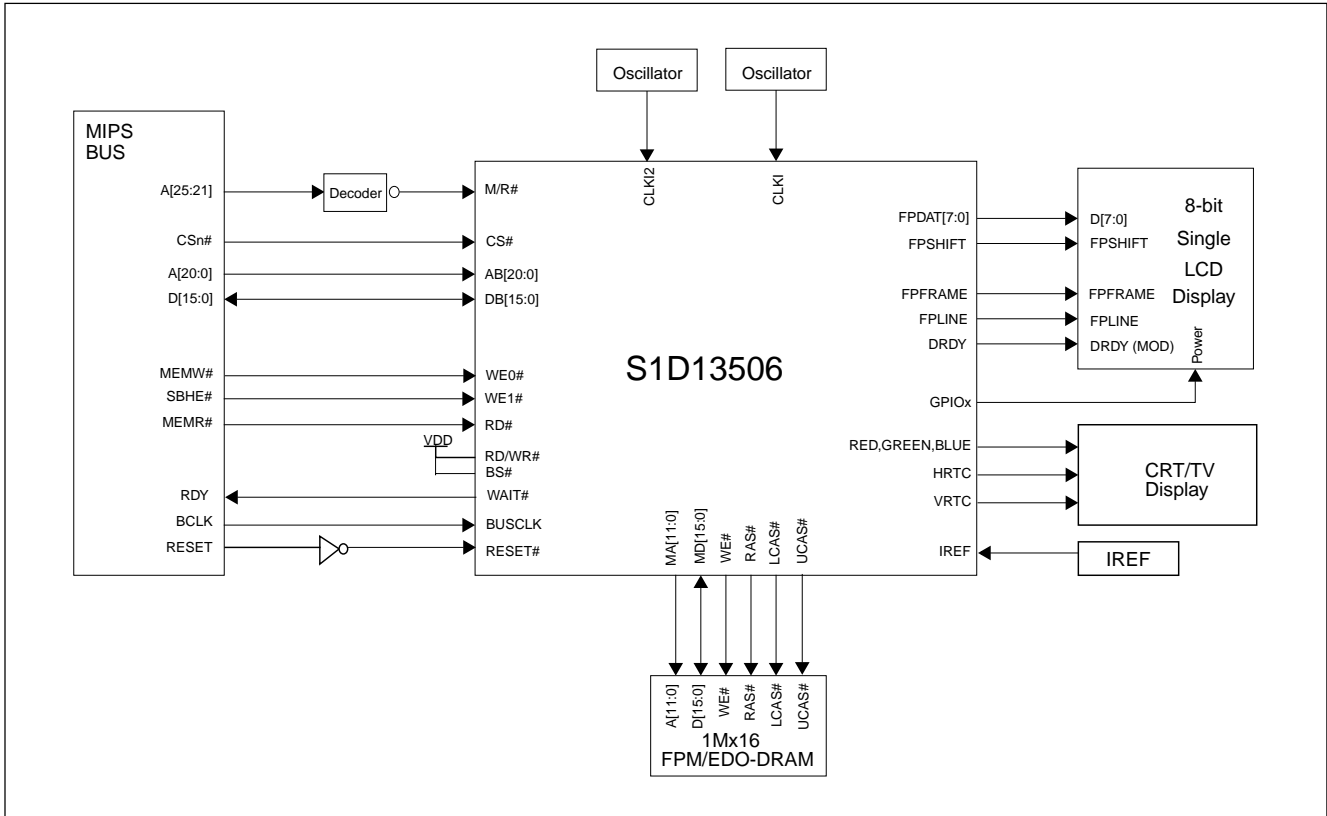 Oscillator
Oscillator
MIPS
BUS
A[25:21]
Decoder
M/R#
CLKI2
CLKI
CSn#
CS#
A[20:0]
AB[20:0]
D[15:0]
DB[15:0]
MEMW#
WE0#
SBHE#
WE1#
MEMR#
RD#
VDD
RD/WR#
BS#
RDY
WAIT#
BCLK
BUSCLK
RESET
RESET#
S1D13506
FPDAT[7:0]
D[7:0]
FPSHIFT
FPSHIFT
FPFRAME
FPFRAME
FPLINE
FPLINE
DRDY
DRDY (MOD)
8-bit
Single
LCD
Display
Power
GPIOx
RED,GREEN,BLUE
HRTC
VRTC
CRT/TV
Display
IREF
IREF
MA[11:0]
MD[15:0]
WE#
RAS#
LCAS#
UCAS#
A[11:0]
D[15:0]
WE#
RAS#
LCAS#
UCAS#
1Mx16
FPM/EDO-DRAM